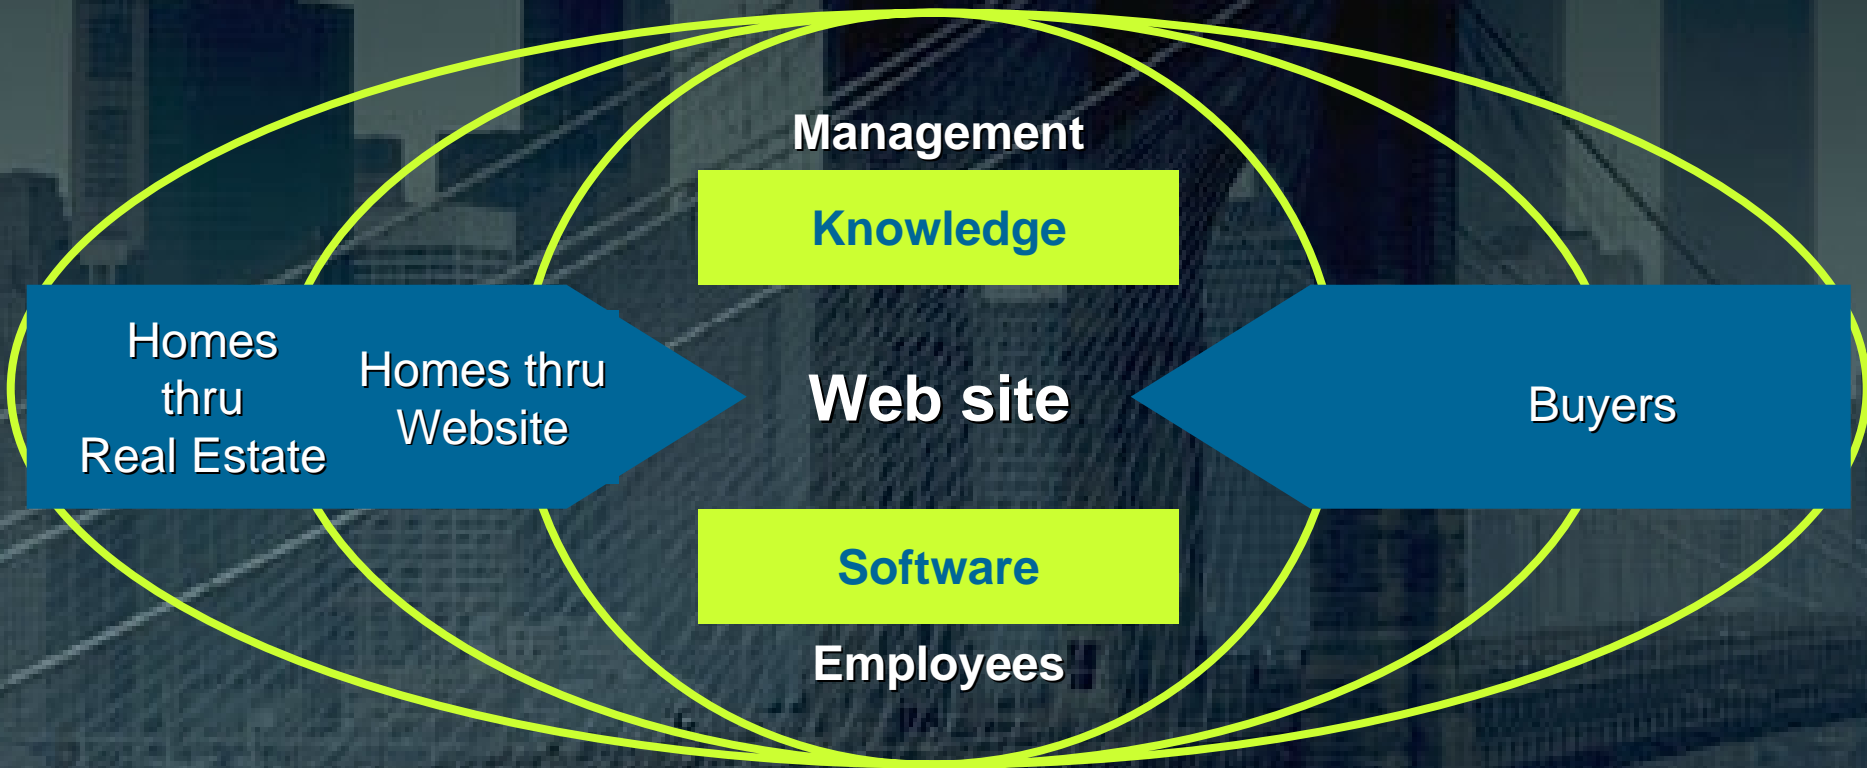 Management
Knowledge
Homes
thru
Real Estate
Homes thru
Website
Web site
Buyers
Software
Employees